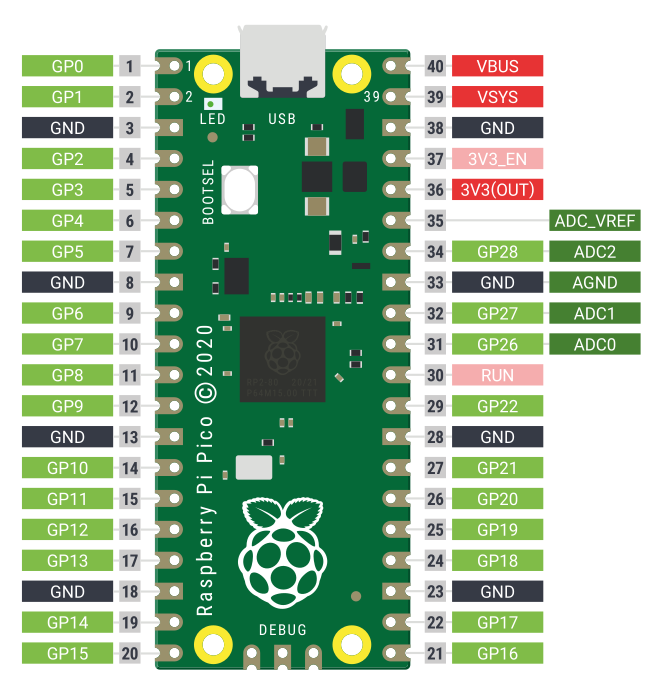 GP0 1 1 40 VBUS
GP1 2 2 39 39 VSYS
LED USB
GND 3 38 GND
GP2 4 37 3V3_EN
GP3 5 BOOTSEL 36 3V3(OUT)
GP4 6 35 ADC_VREF
GP5 7 34 GP28 ADC2
GND 8 33 GND AGND
GP6 9 32 GP27 ADC1
GP7 10 31 GP26 ADC0
GP8 11 30 RUN
GP9 12 29 GP22
GND 13 28 GND
GP10 14 27 GP21
GP11 15 26 GP20
GP12 16 25 GP19
GP13 17 24 GP18
Raspberry Pi Pico © 2020
GND 18 23 GND
GP14 19 22 GP17
DEBUG
GP15 20 21 GP16